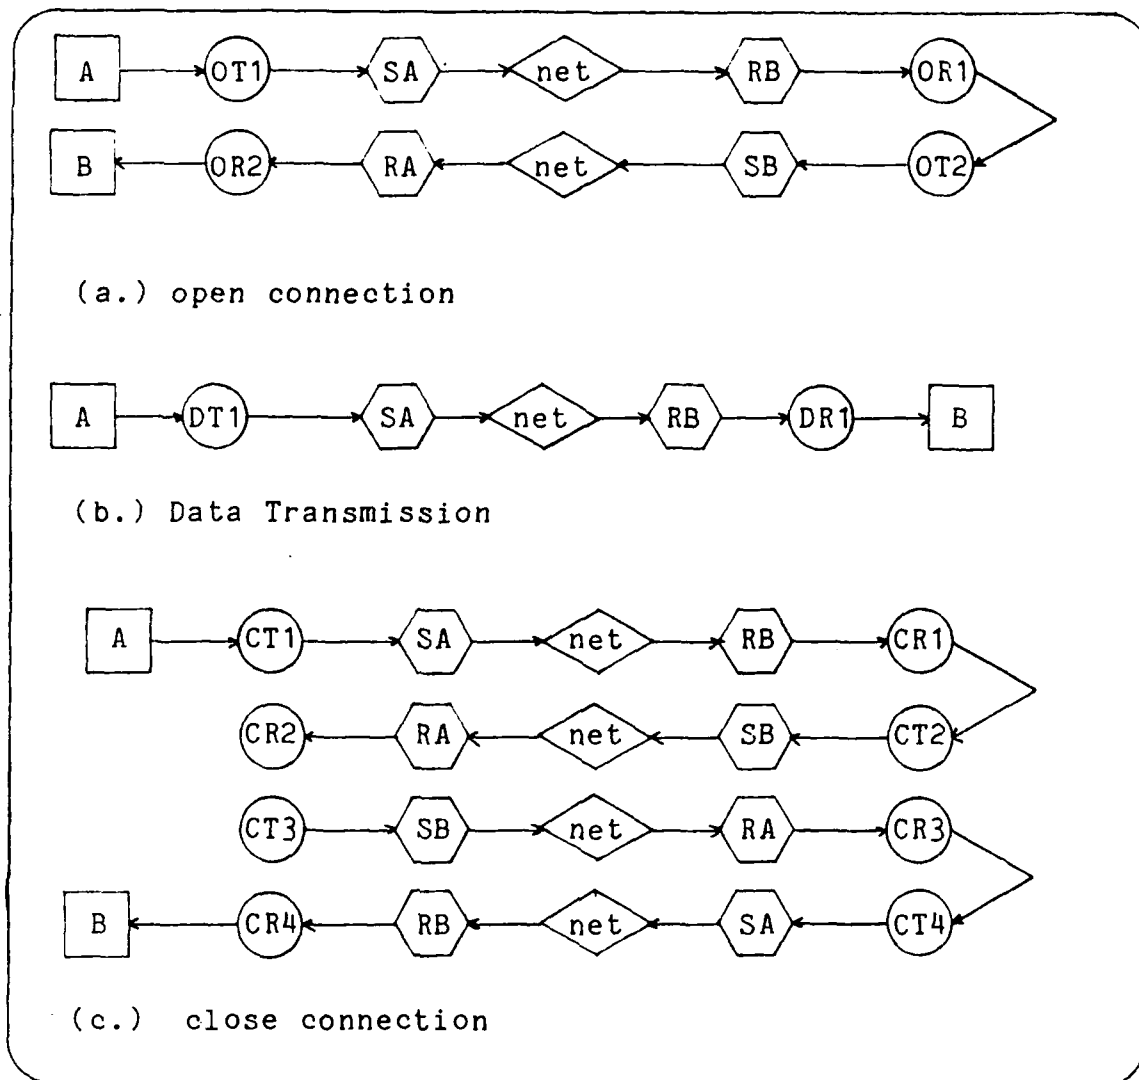 A OT1 SA net RB OR1
B OR2 RA net SB OT2
(a.) open connection
A DT1 SA net RB DR1 B
(b.) Data Transmission
A CT1 SA net RB CR1
CR2 RA net SB CT2
CT3 SB net RA CR3
B CR4 RB net SA CT4
(c.) close connection